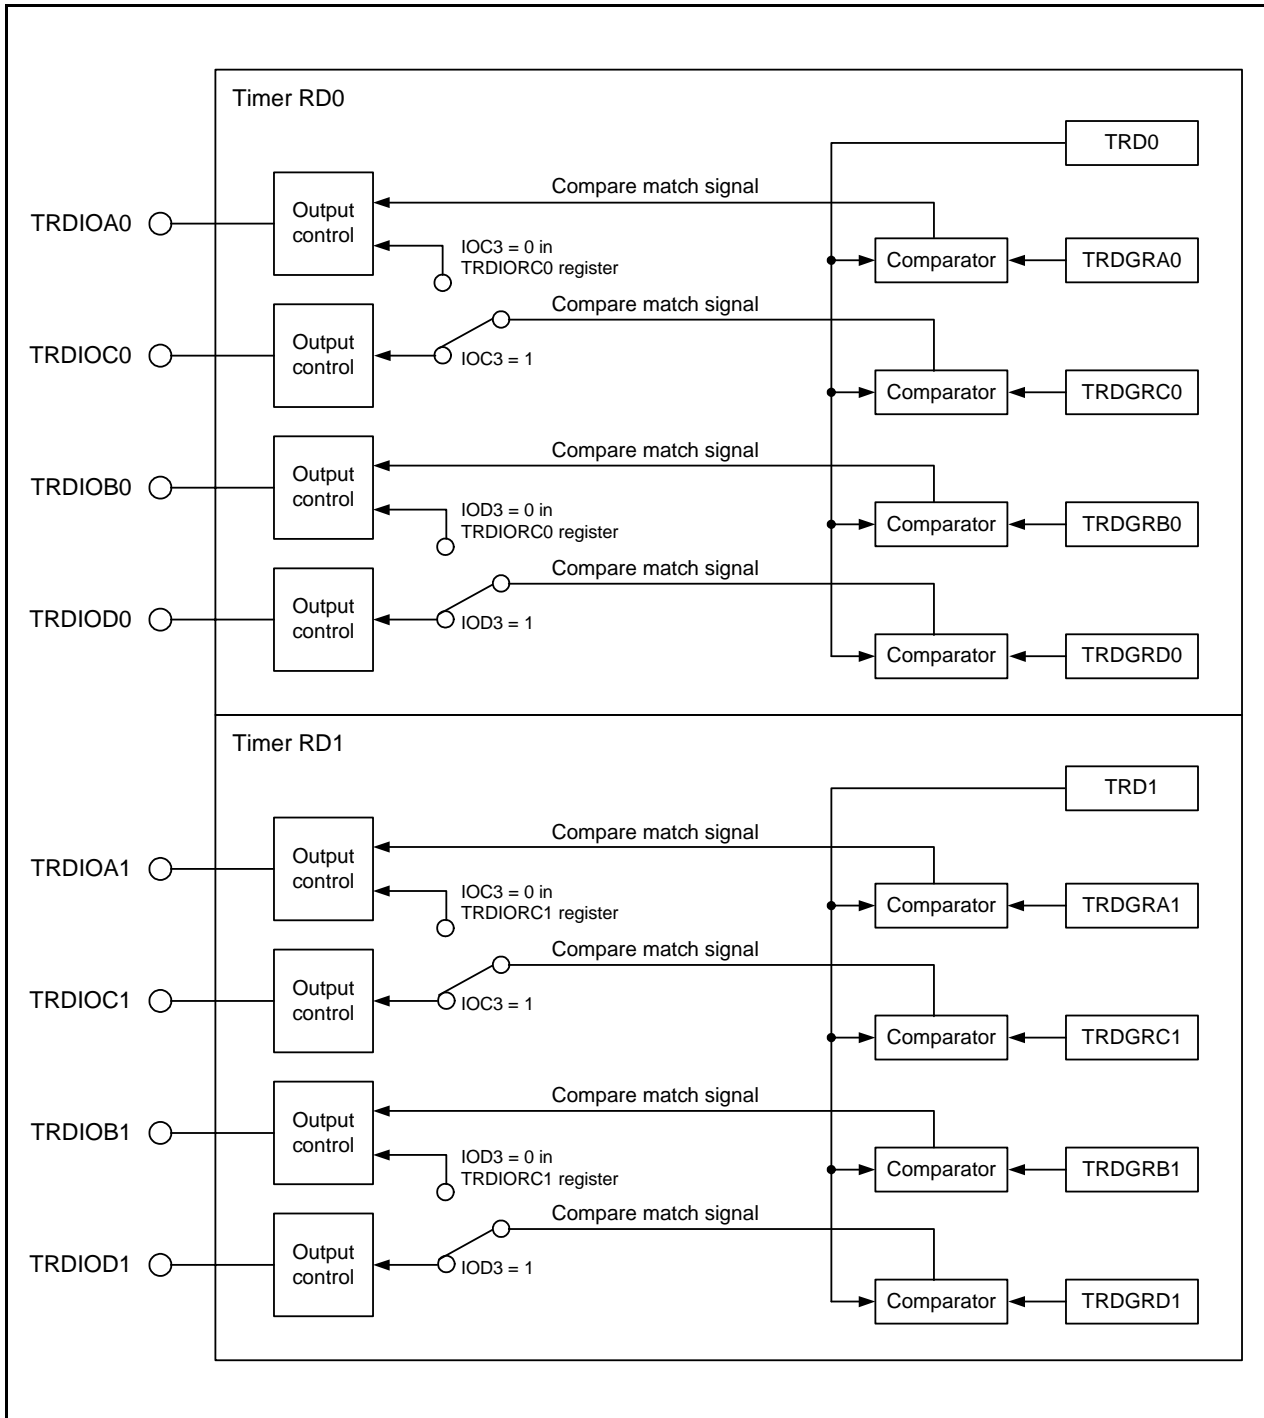 Timer RD0
TRD0
Compare match signal
TRDIOA0
Output
control
IOC3 = 0 in
TRDIORC0 register
Comparator
TRDGRA0
Compare match signal
TRDIOC0
Output
control
IOC3 = 1
Comparator
TRDGRC0
Compare match signal
TRDIOB0
Output
control
IOD3 = 0 in
TRDIORC0 register
Comparator
TRDGRB0
Compare match signal
TRDIOD0
Output
control
IOD3 = 1
Comparator
TRDGRD0
Timer RD1
TRD1
Compare match signal
TRDIOA1
Output
control
IOC3 = 0 in
TRDIORC1 register
Comparator
TRDGRA1
Compare match signal
TRDIOC1
Output
control
IOC3 = 1
Comparator
TRDGRC1
Compare match signal
TRDIOB1
Output
control
IOD3 = 0 in
TRDIORC1 register
Comparator
TRDGRB1
Compare match signal
TRDIOD1
Output
control
IOD3 = 1
Comparator
TRDGRD1